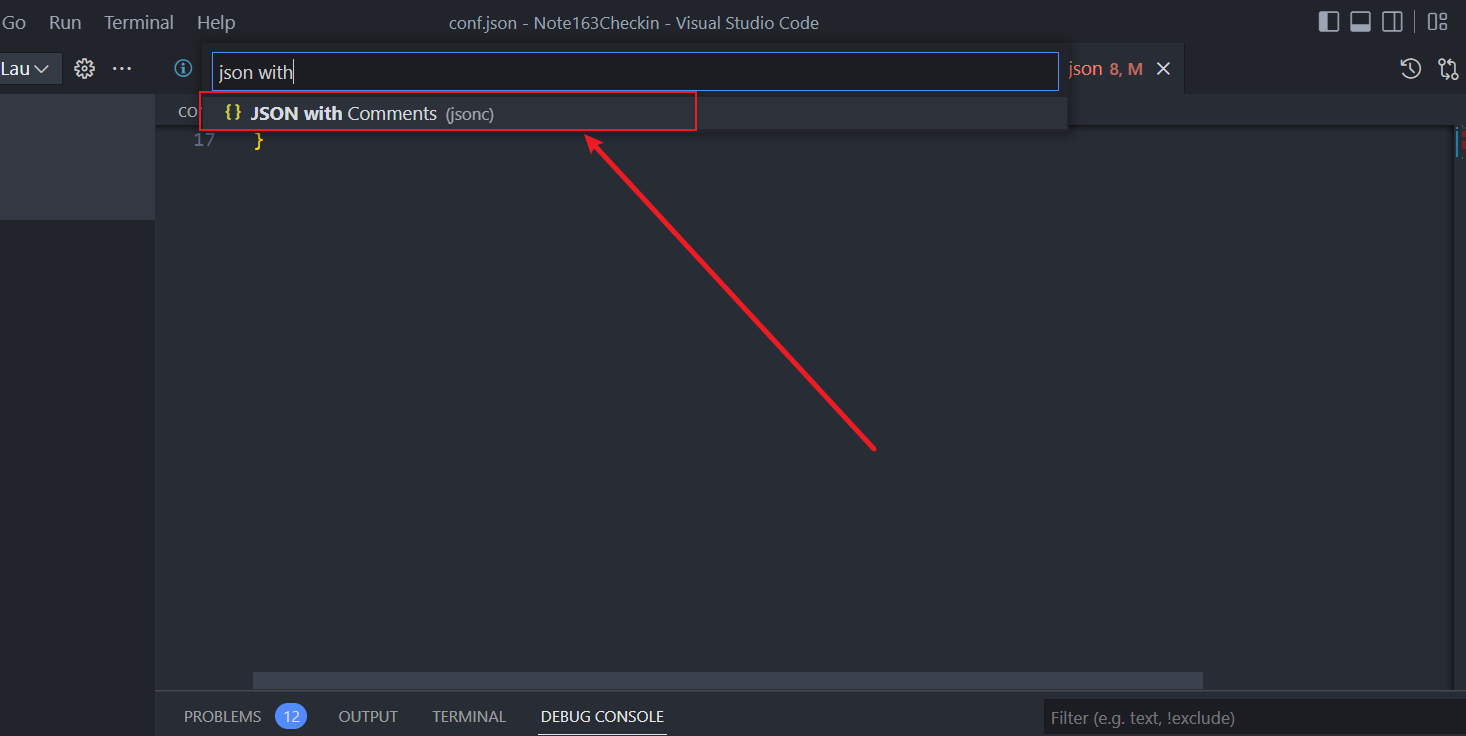 Go Run Terminal Help conf.json - Note163Checkin - Visual Studio Code
Lau json 8, M
json with
{} JSON with Comments (jsonc)
17 }
PROBLEMS 12 OUTPUT TERMINAL DEBUG CONSOLE Filter (e.g. text, !exclude)